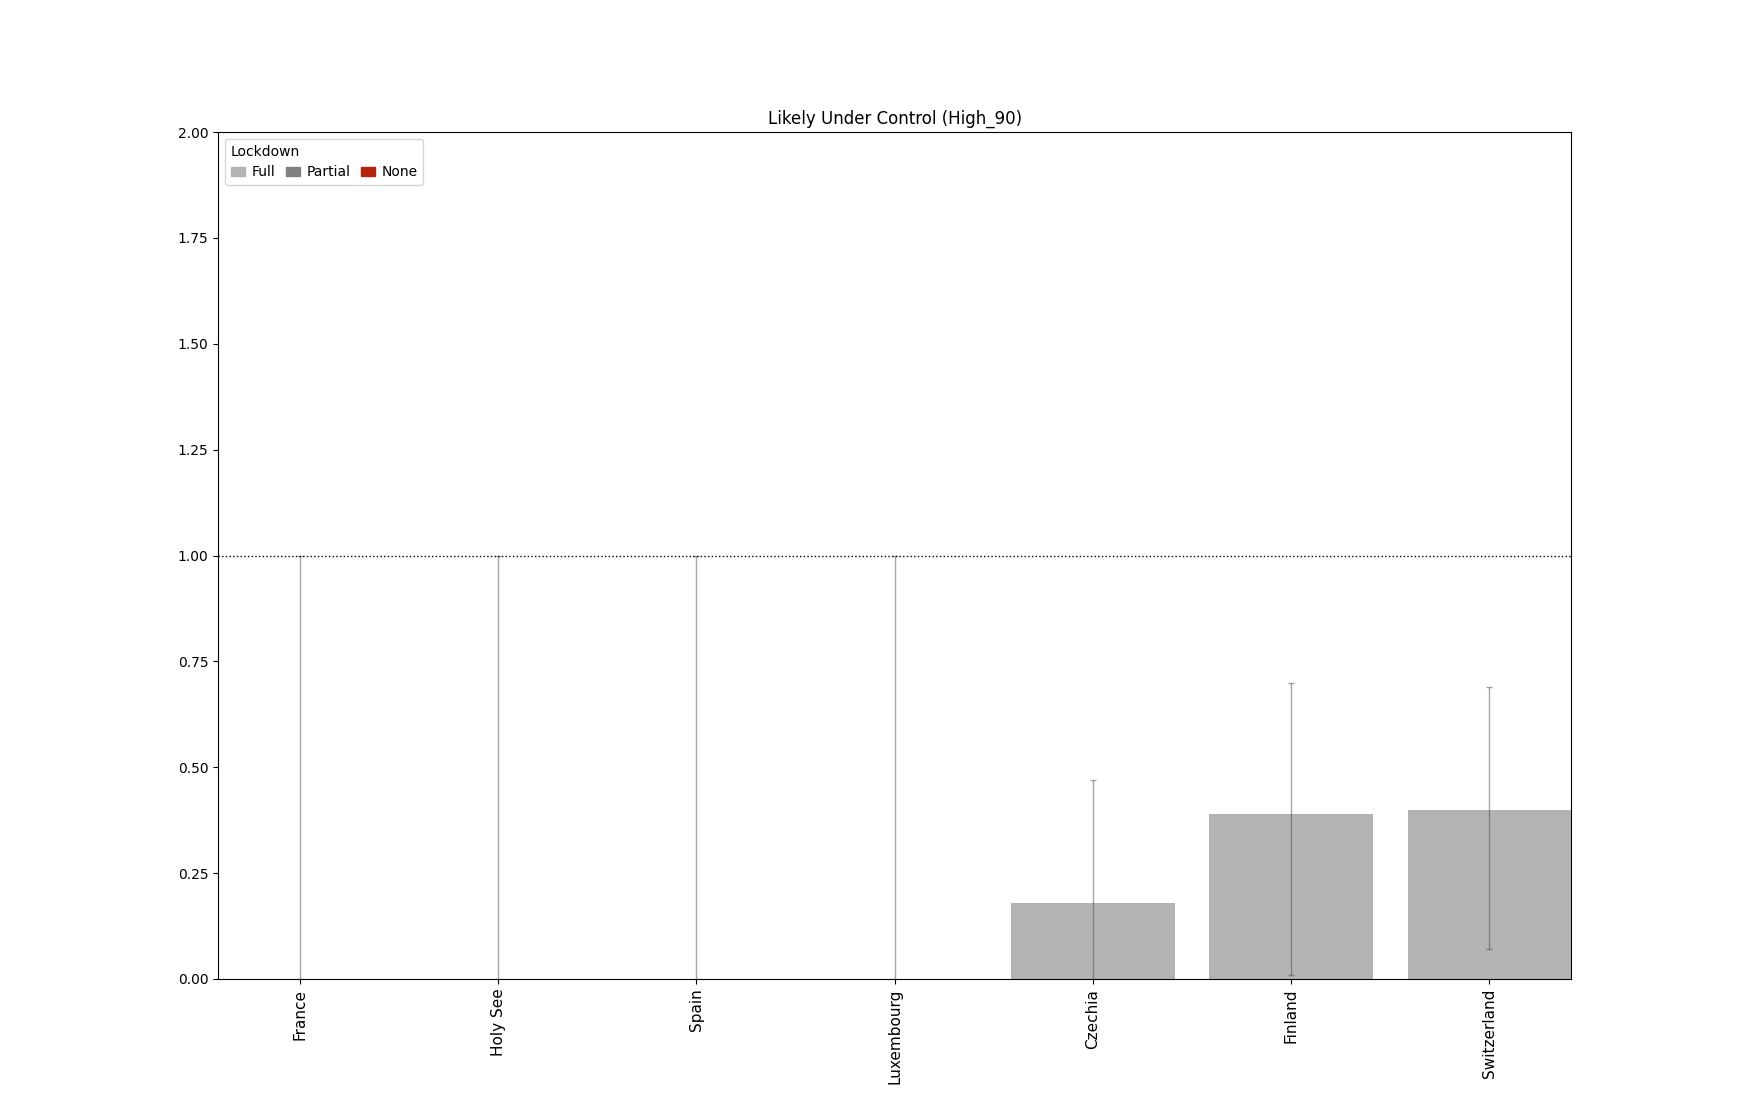 Likely Under Control (High_90)
2.00
Lockdown
Full Partial None
1.75
1.50
1.25
1.00
0.75
0.50
0.25
0.00
France
Holy See
Spain
Luxembourg
Czechia
Finland
Switzerland